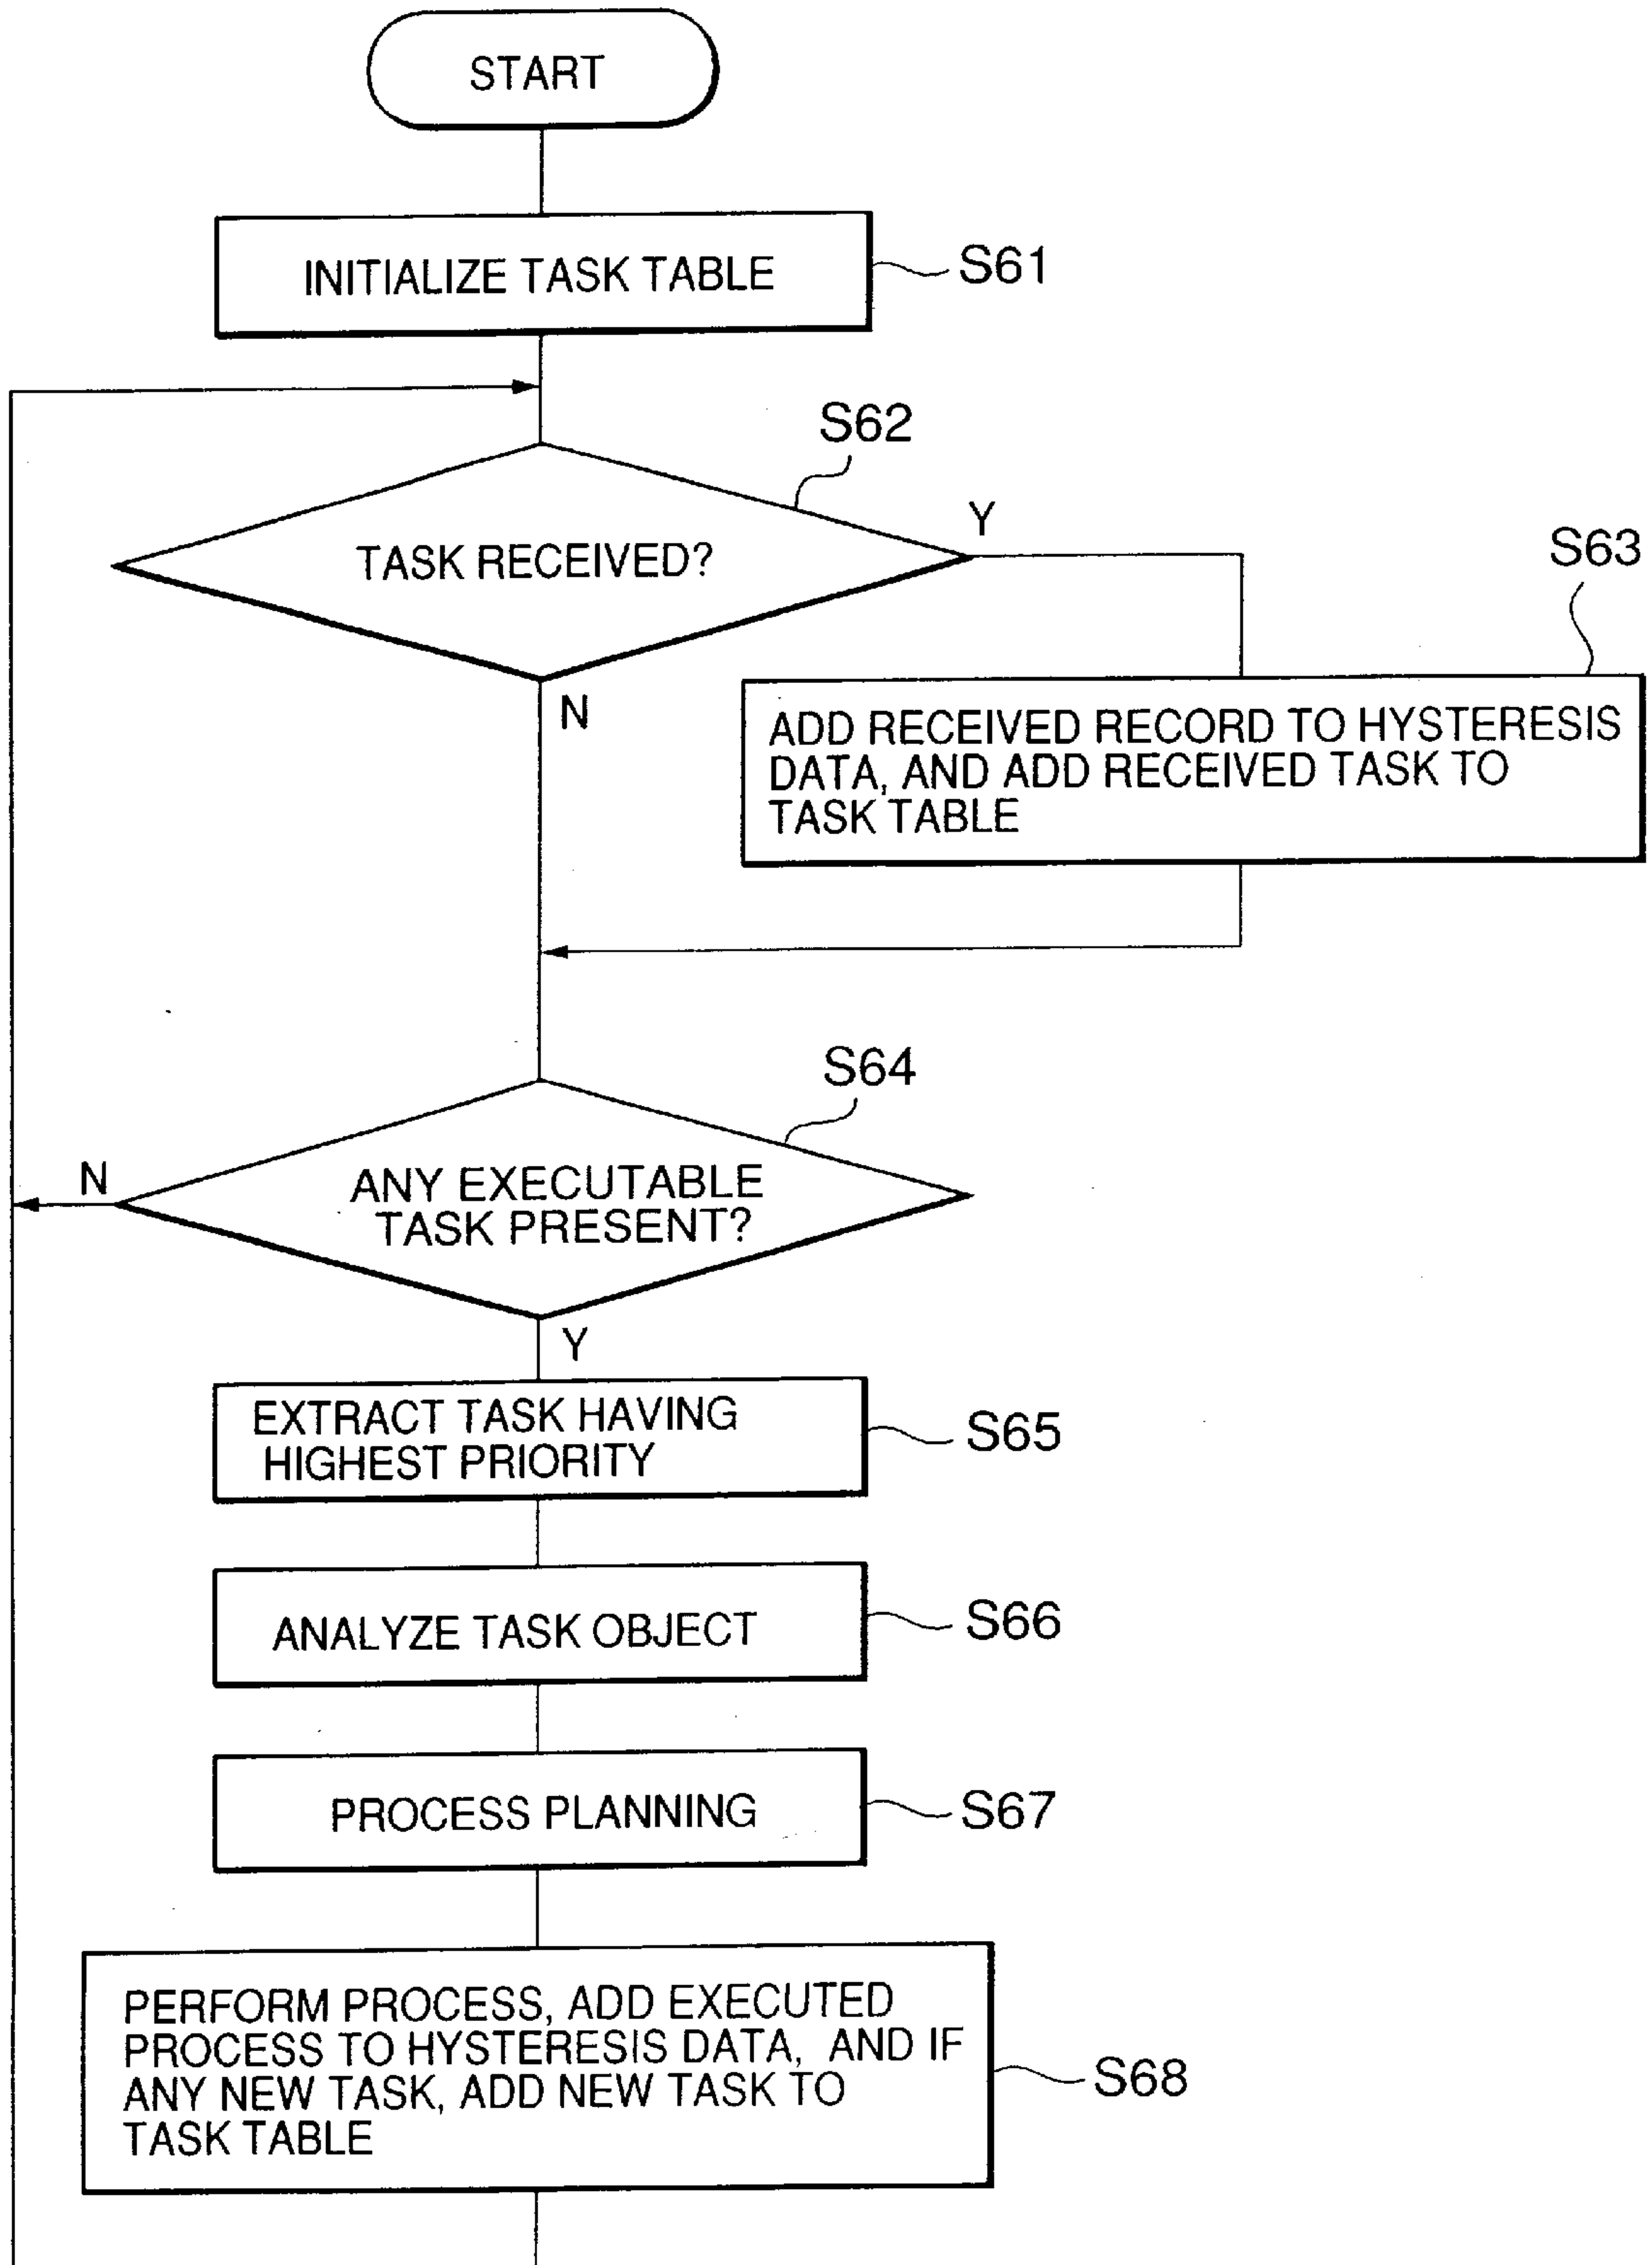 START
INITIALIZE TASK TABLE
S61
S62
TASK RECEIVED?
Y
N
S63
ADD RECEIVED RECORD TO HYSTERESIS
DATA, AND ADD RECEIVED TASK TO
TASK TABLE
S64
N
ANY EXECUTABLE
TASK PRESENT?
Y
EXTRACT TASK HAVING
HIGHEST PRIORITY
S65
ANALYZE TASK OBJECT
S66
PROCESS PLANNING
S67
PERFORM PROCESS, ADD EXECUTED
PROCESS TO HYSTERESIS DATA, AND IF
ANY NEW TASK, ADD NEW TASK TO
TASK TABLE
S68